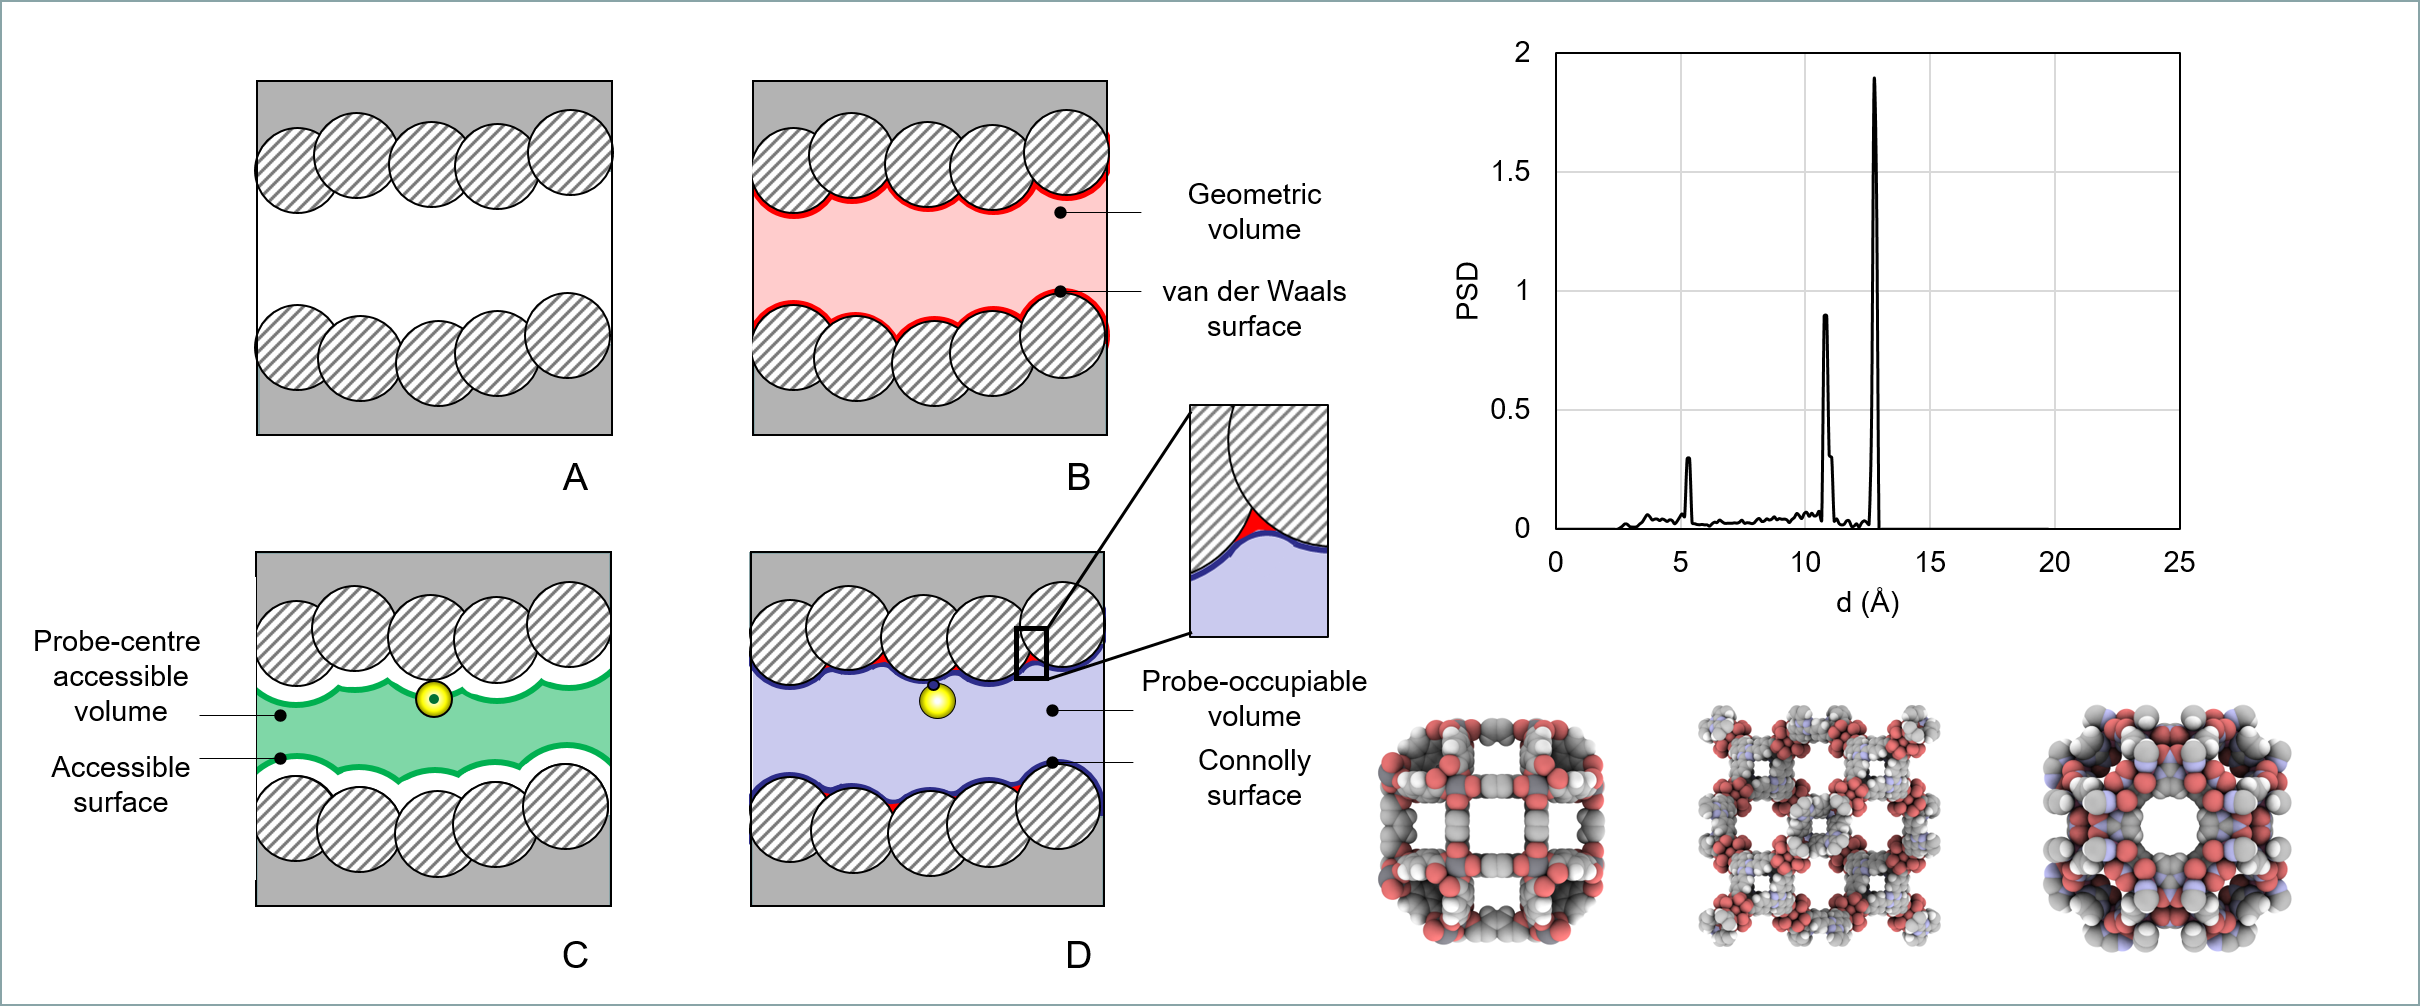 A
Geometric
volume
van der Waals
surface
B
Probe-centre
accessible
volume
Accessible
surface
C
Probe-occupiable
volume
Connolly
surface
D
PSD
2
1.5
1
0.5
0
0 5 10 15 20 25
d (Å)